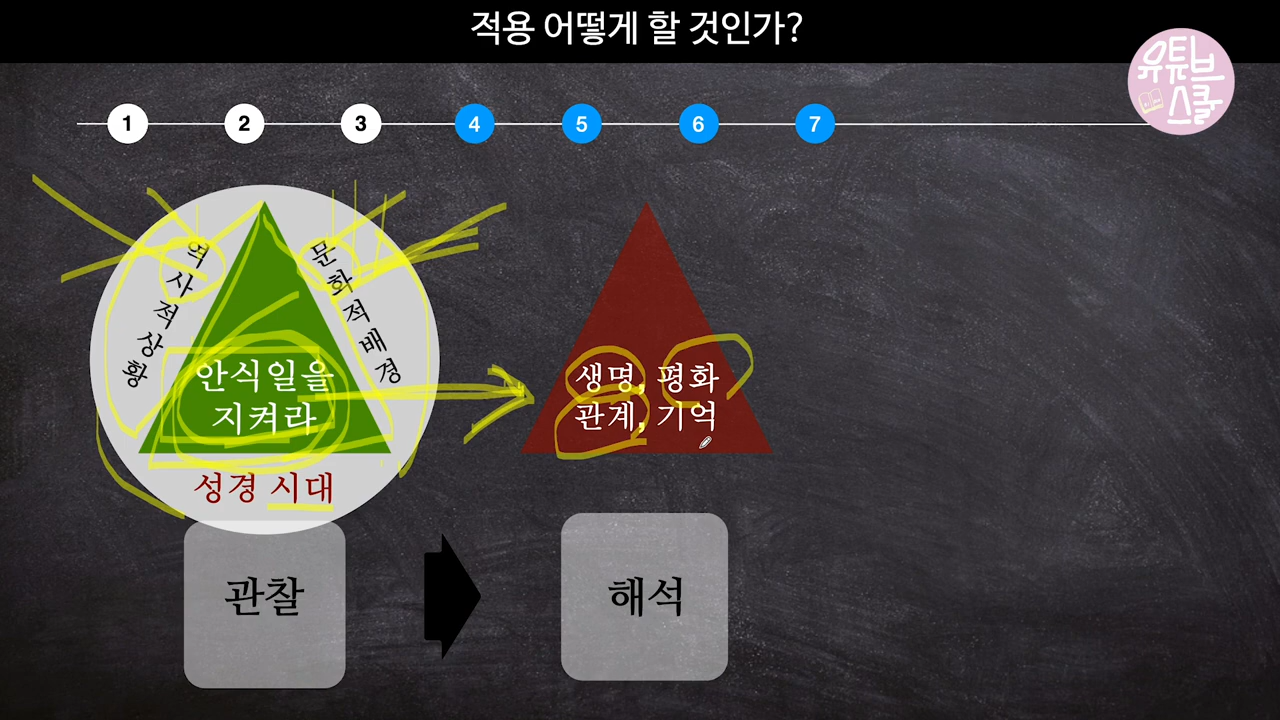 적용 어떻게 할 것인가?
유튜브
스쿨
1 2 3 4 5 6 7
역사적상황
문화적배경
안식일을
지켜라
성경 시대
생명, 평화
관계, 기억
관찰
해석